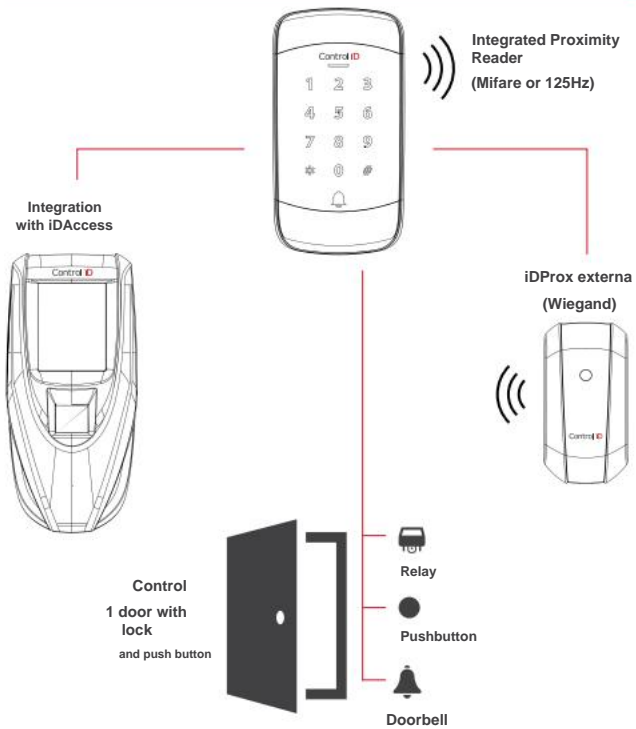 Integrated Proximity
Reader
(Mifare or 125Hz)
Control iD
1 2 3
4 5 6
7 8 9
* 0 #
Integration
with iDAccess
Control iD
iDProx externa
(Wiegand)
Control iD
Control
1 door with
lock
and push button
Relay
Pushbutton
Doorbell